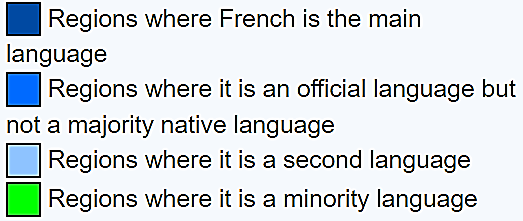 Regions where French is the main
language
Regions where it is an official language but
not a majority native language
Regions where it is a second language
Regions where it is a minority language